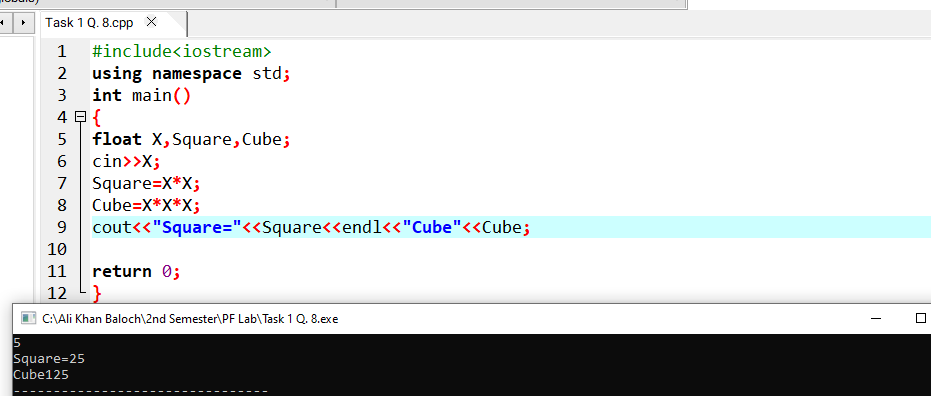 Task 1 Q. 8.cpp
1 #include<iostream>
2 using namespace std;
3 int main()
4 {
5 float X,Square,Cube;
6 cin>>X;
7 Square=X*X;
8 Cube=X*X*X;
9 cout<<"Square="<<Square<<endl<<"Cube"<<Cube;
10
11 return 0;
12 }
C:\Ali Khan Baloch\2nd Semester\PF Lab\Task 1 Q. 8.exe
5
Square=25
Cube125
--------------------------------